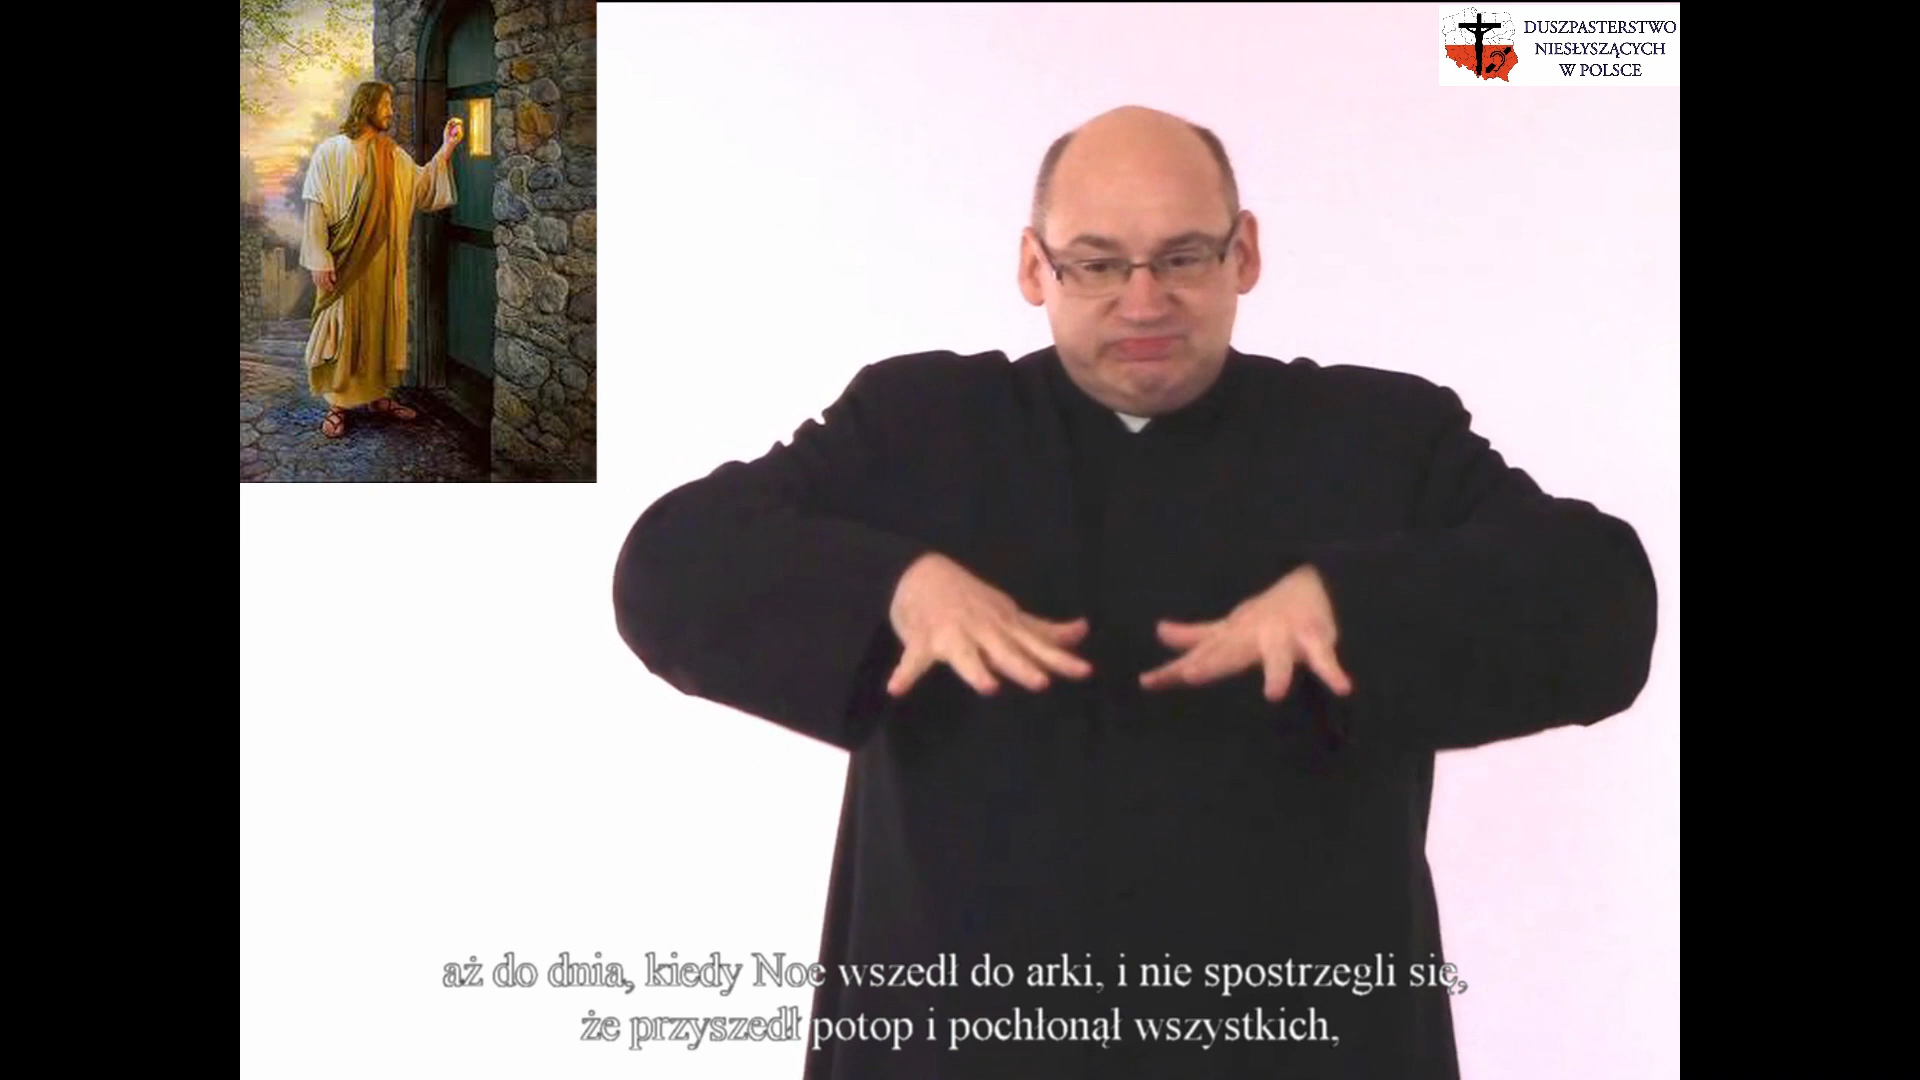 DUSZPASTERSTWO
NIESŁYSZĄCYCH
W POLSCE
aż do dnia, kiedy Noe wszedł do arki, i nie spostrzegli się,
że przyszedł potop i pochłonął wszystkich,